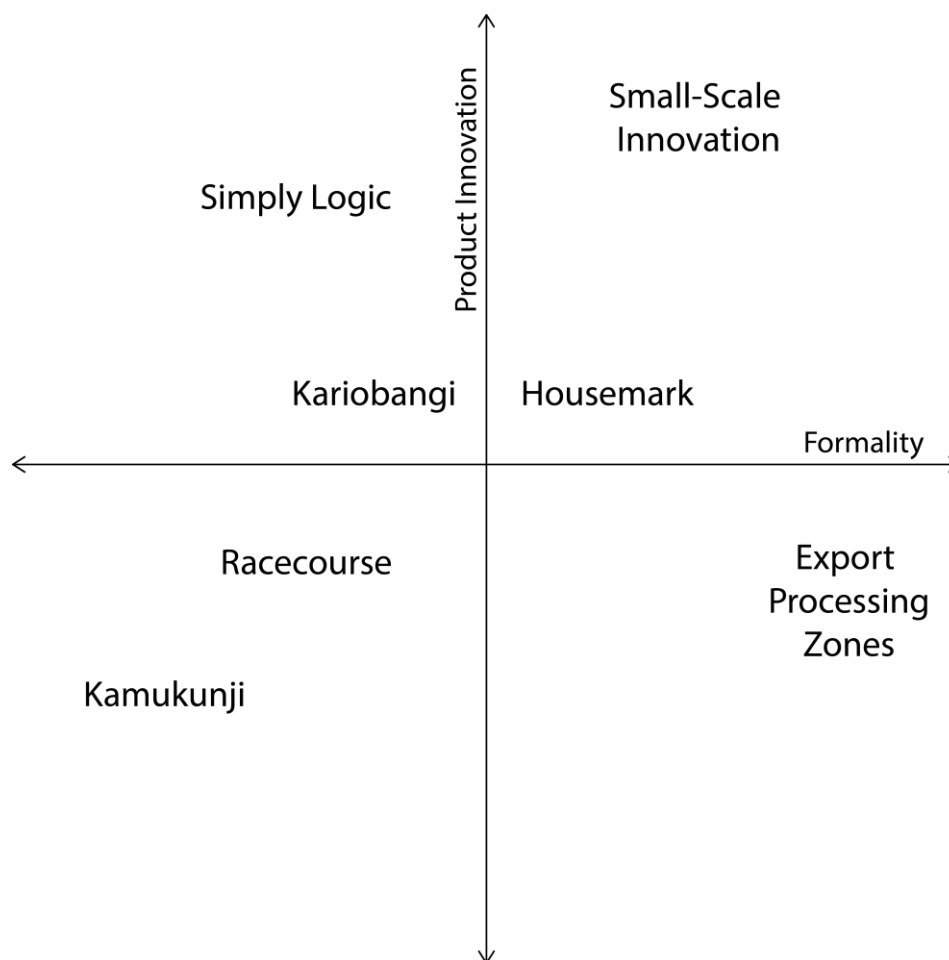 Product Innovation
Small-Scale
Innovation
Simply Logic
Kariobangi
Housemark
Formality
Racecourse
Export
Processing
Zones
Kamukunji